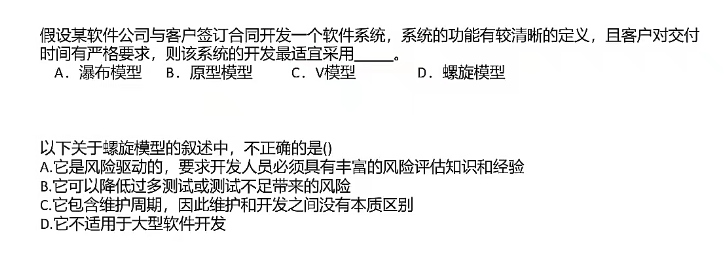 假设某软件公司与客户签订合同开发一个软件系统，系统的功能有较清晰的定义，且客户对交付
时间有严格要求，则该系统的开发最适宜采用_____。
A．瀑布模型 B．原型模型 C．V模型 D．螺旋模型
以下关于螺旋模型的叙述中，不正确的是()
A.它是风险驱动的，要求开发人员必须具有丰富的风险评估知识和经验
B.它可以降低过多测试或测试不足带来的风险
C.它包含维护周期，因此维护和开发之间没有本质区别
D.它不适用于大型软件开发